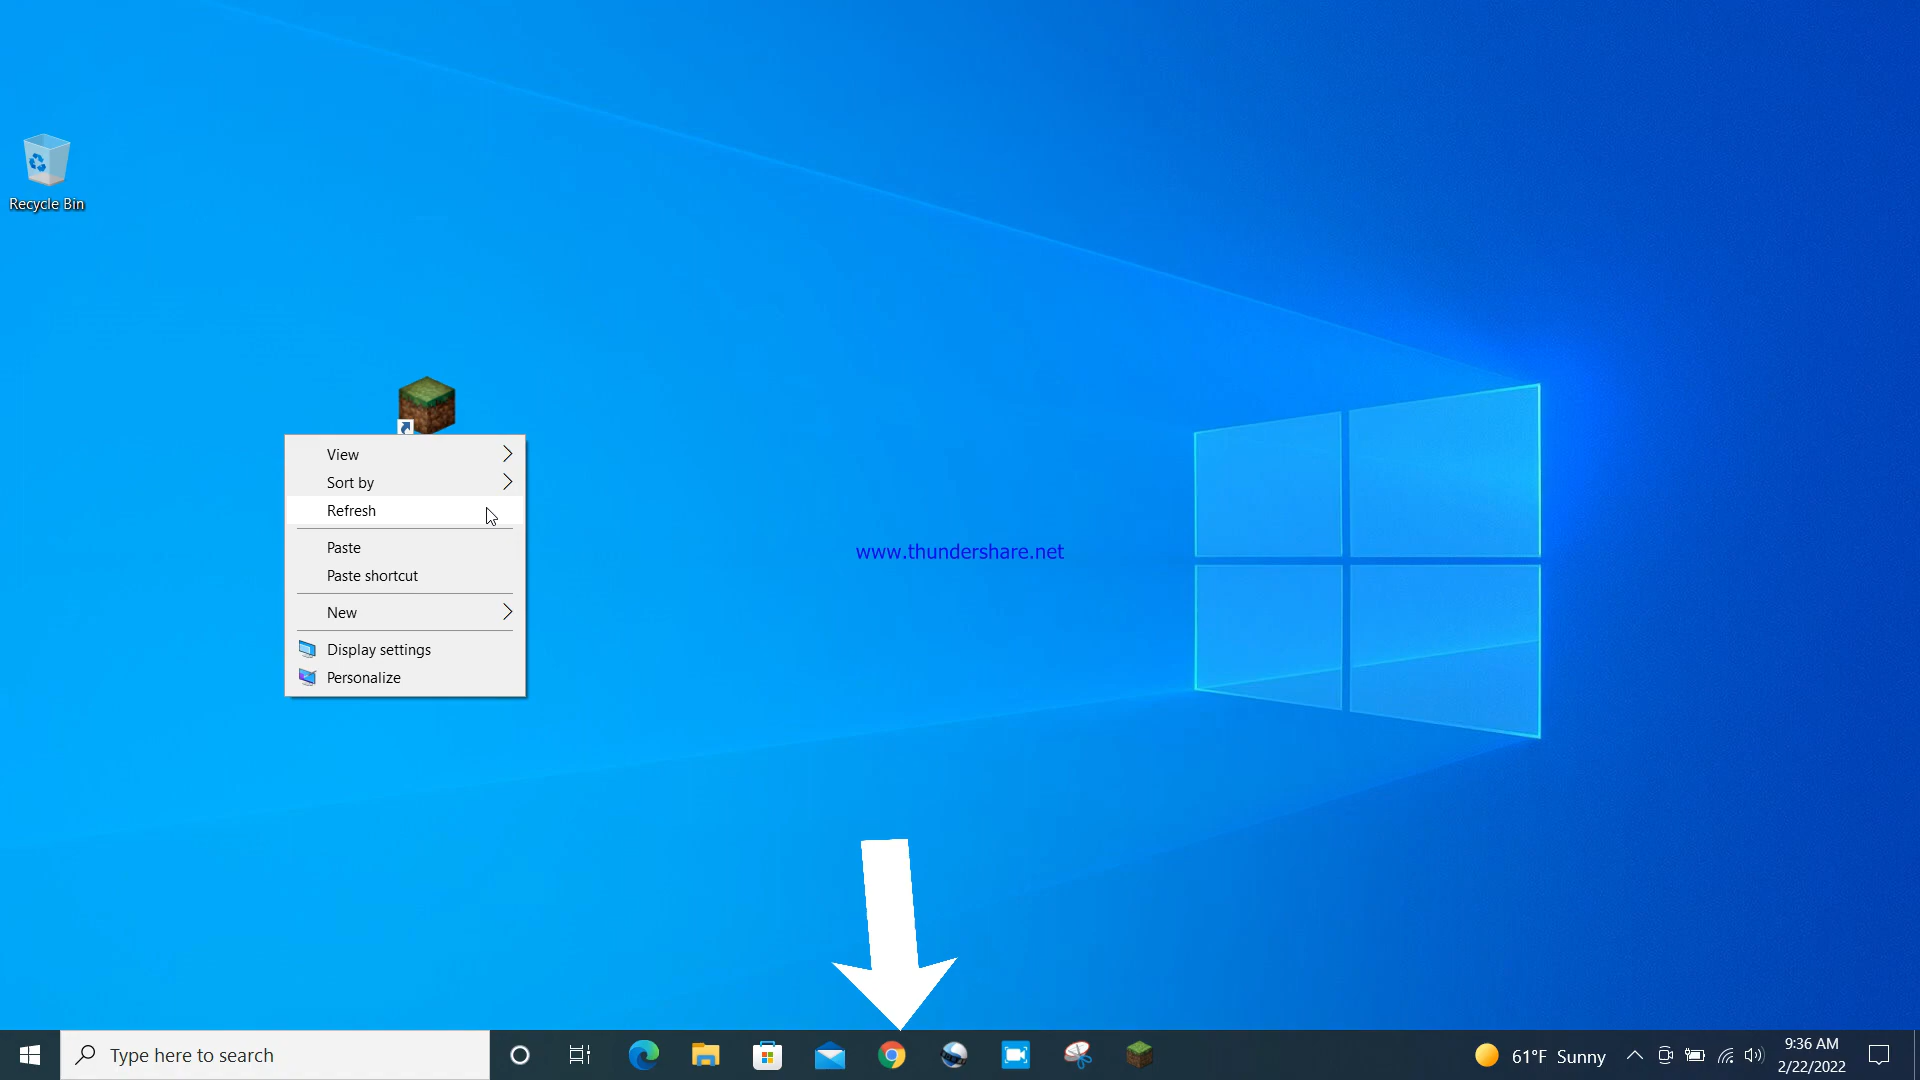 Recycle Bin
View
Sort by
Refresh
Paste
Paste shortcut
New
Display settings
Personalize
www.thundershare.net
Type here to search
61°F Sunny
9:36 AM
2/22/2022